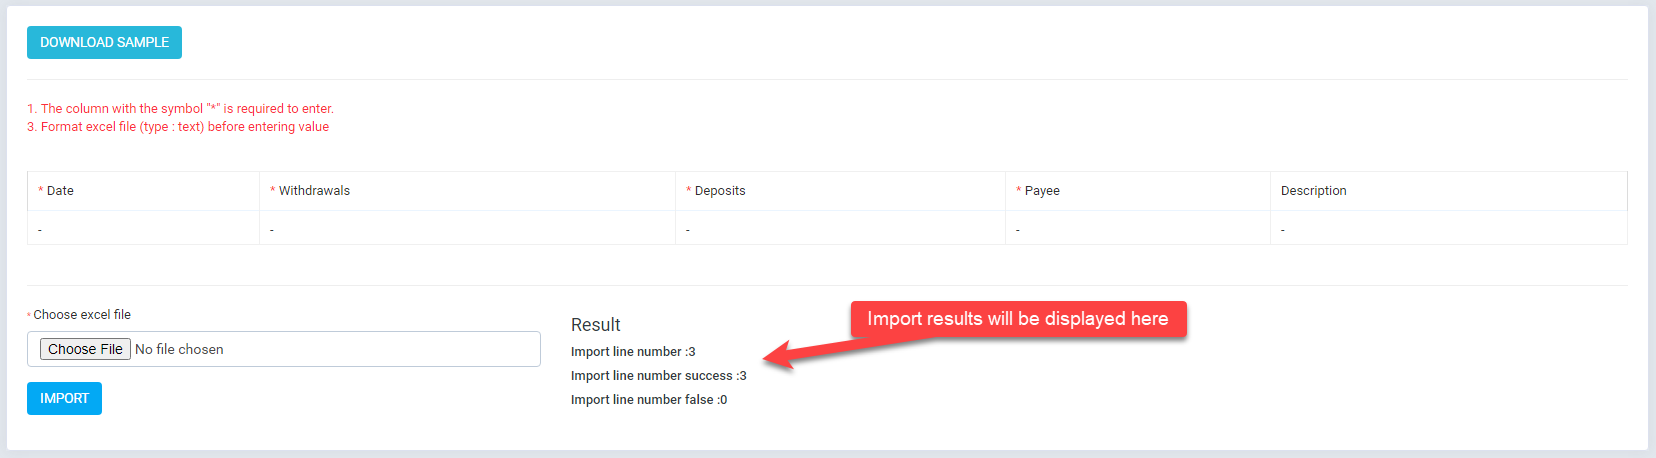 DOWNLOAD SAMPLE
1. The column with the symbol "*" is required to enter.
3. Format excel file (type : text) before entering value
* Date * Withdrawals * Deposits * Payee Description
- - - - -
* Choose excel file
Choose File No file chosen
IMPORT
Result
Import line number :3
Import line number success :3
Import line number false :0
Import results will be displayed here